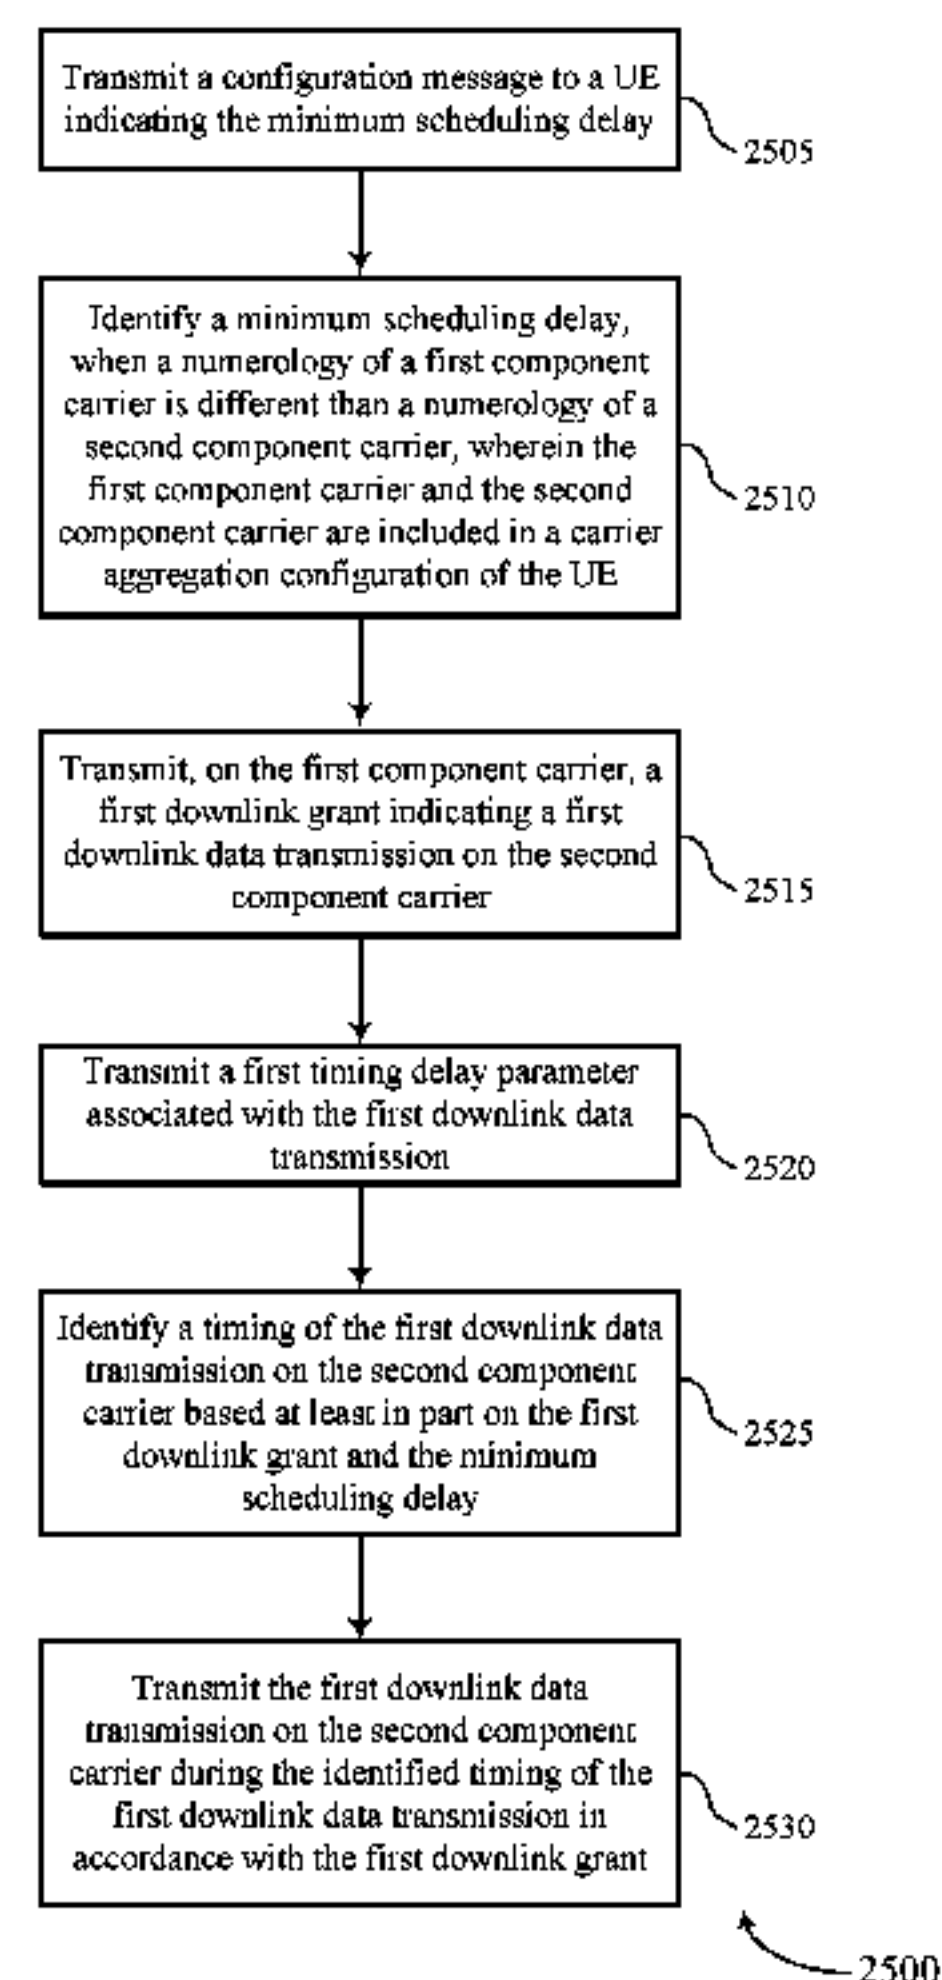 Transmit a configuration message to a UE
indicating the minimum scheduling delay
2505
Identify a minimum scheduling delay,
when a numerology of a first component
carrier is different than a numerology of a
second component carrier, wherein the
first component carrier and the second
component carrier are included in a carrier
aggregation configuration of the UE
2510
Transmit, on the first component carrier, a
first downlink grant indicating a first
downlink data transmission on the second
component carrier
2515
Transmit a first timing delay parameter
associated with the first downlink data
transmission
2520
Identify a timing of the first downlink data
transmission on the second component
carrier based at least in part on the first
downlink grant and the minimum
scheduling delay
2525
Transmit the first downlink data
transmission on the second component
carrier during the identified timing of the
first downlink data transmission in
accordance with the first downlink grant
2530
2500